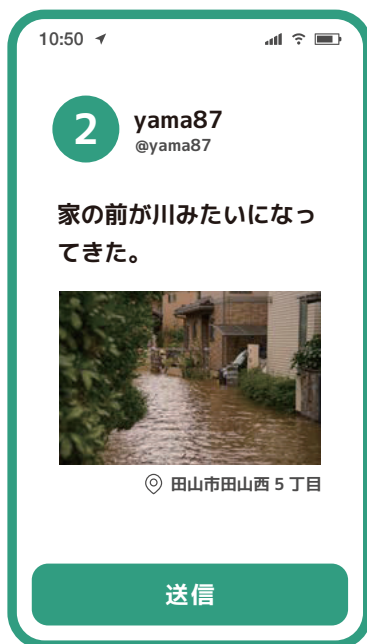 10:50
2
yama87
@yama87
家の前が川みたいになっ
てきた。
田山市田山西 5 丁目
送信